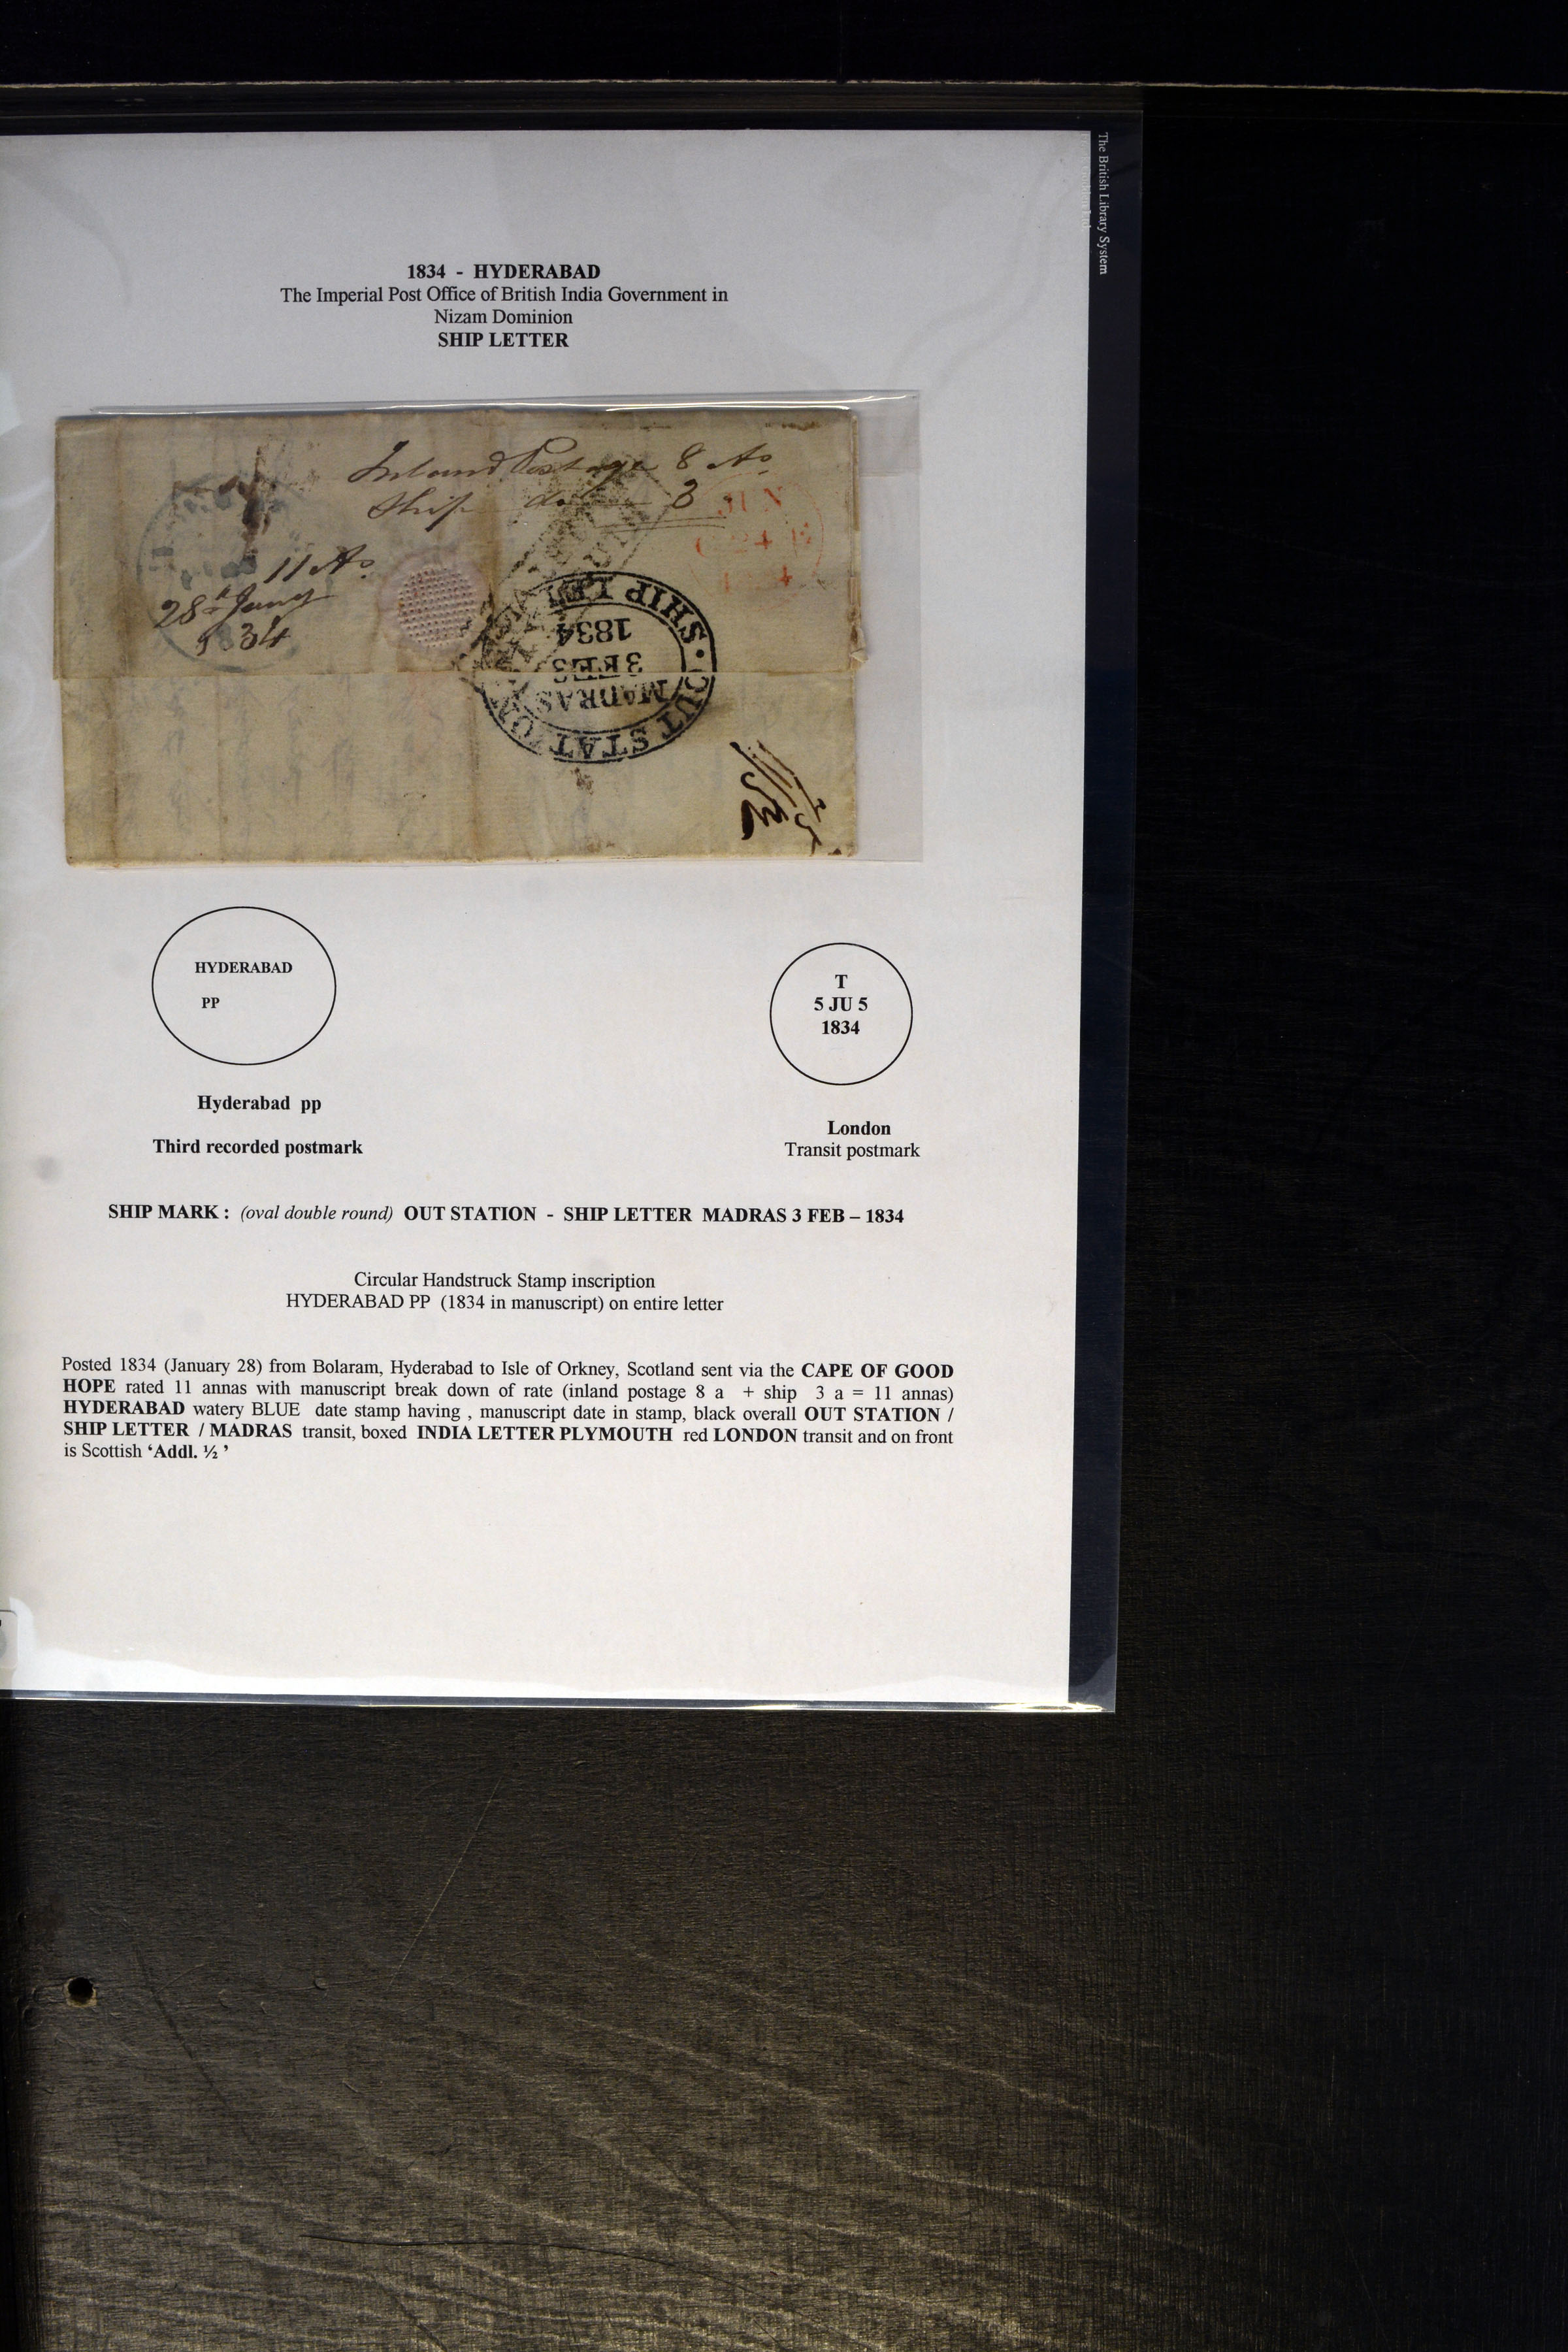 The British Library System
1834 - HYDERABAD
The Imperial Post Office of British India Government in
Nizam Dominion
SHIP LETTER
Inland Postage 8 As
Ship do 3
11 As
28th Jany
1834
JUN
SHIP LET
1834
3 FEB
MADRAS
OUT STATION
HYDERABAD
PP
T
5 JU 5
1834
Hyderabad pp
London
Third recorded postmark
Transit postmark
SHIP MARK : (oval double round) OUT STATION - SHIP LETTER MADRAS 3 FEB – 1834
Circular Handstruck Stamp inscription
HYDERABAD PP (1834 in manuscript) on entire letter
Posted 1834 (January 28) from Bolaram, Hyderabad to Isle of Orkney, Scotland sent via the CAPE OF GOOD
HOPE rated 11 annas with manuscript break down of rate (inland postage 8 a + ship 3 a = 11 annas)
HYDERABAD watery BLUE date stamp having , manuscript date in stamp, black overall OUT STATION /
SHIP LETTER / MADRAS transit, boxed INDIA LETTER PLYMOUTH red LONDON transit and on front
is Scottish ‘Addl. ½ ’